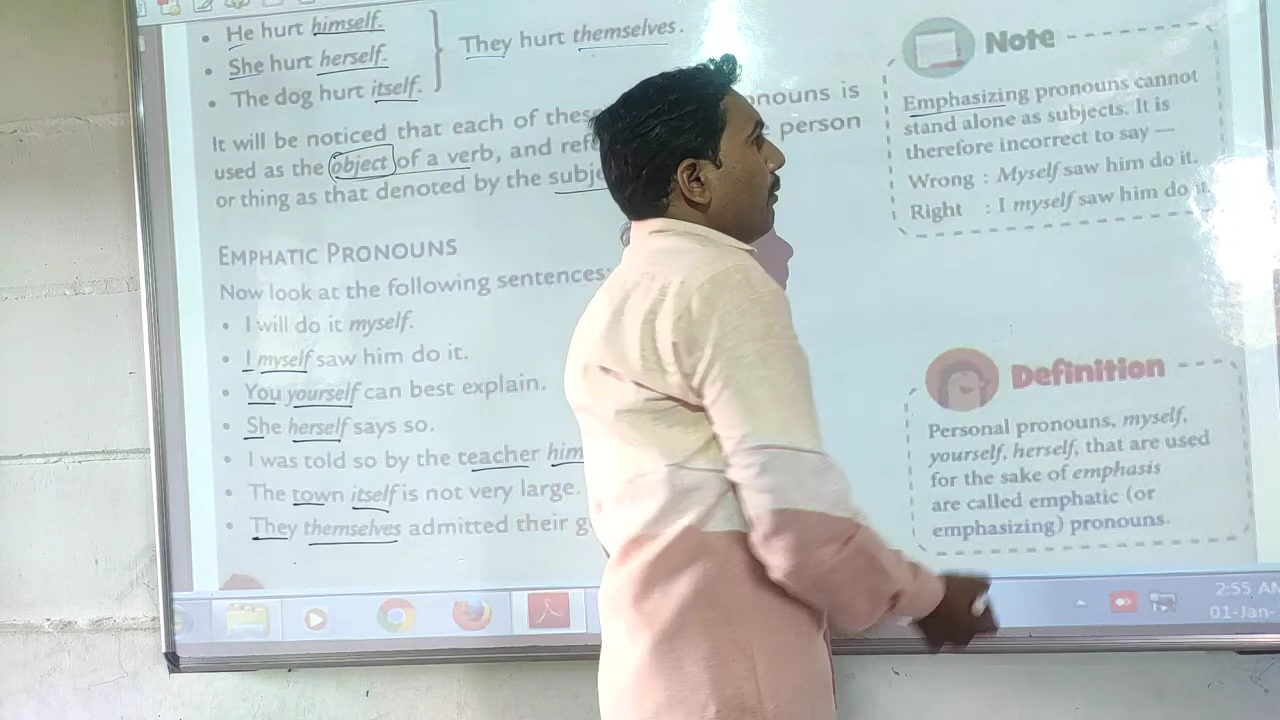 • He hurt himself.
• She hurt herself.
• The dog hurt itself.
They hurt themselves.
It will be noticed that each of these nouns is
used as the object of a verb, and person
or thing as that denoted by the
EMPHATIC PRONOUNS
Now look at the following sentences:
• I will do it myself.
• I myself saw him do it.
• You yourself can best explain.
• She herself says so.
• I was told so by the teacher him
• The town itself is not very large.
• They themselves admitted their
Note
Emphasizing pronouns cannot
stand alone as subjects. It is
therefore incorrect to say —
Wrong : Myself saw him do it.
Right : I myself saw him do it.
Definition
Personal pronouns, myself,
yourself, herself, that are used
for the sake of emphasis
are called emphatic (or
emphasizing) pronouns.
2:55 AM
01-Jan-